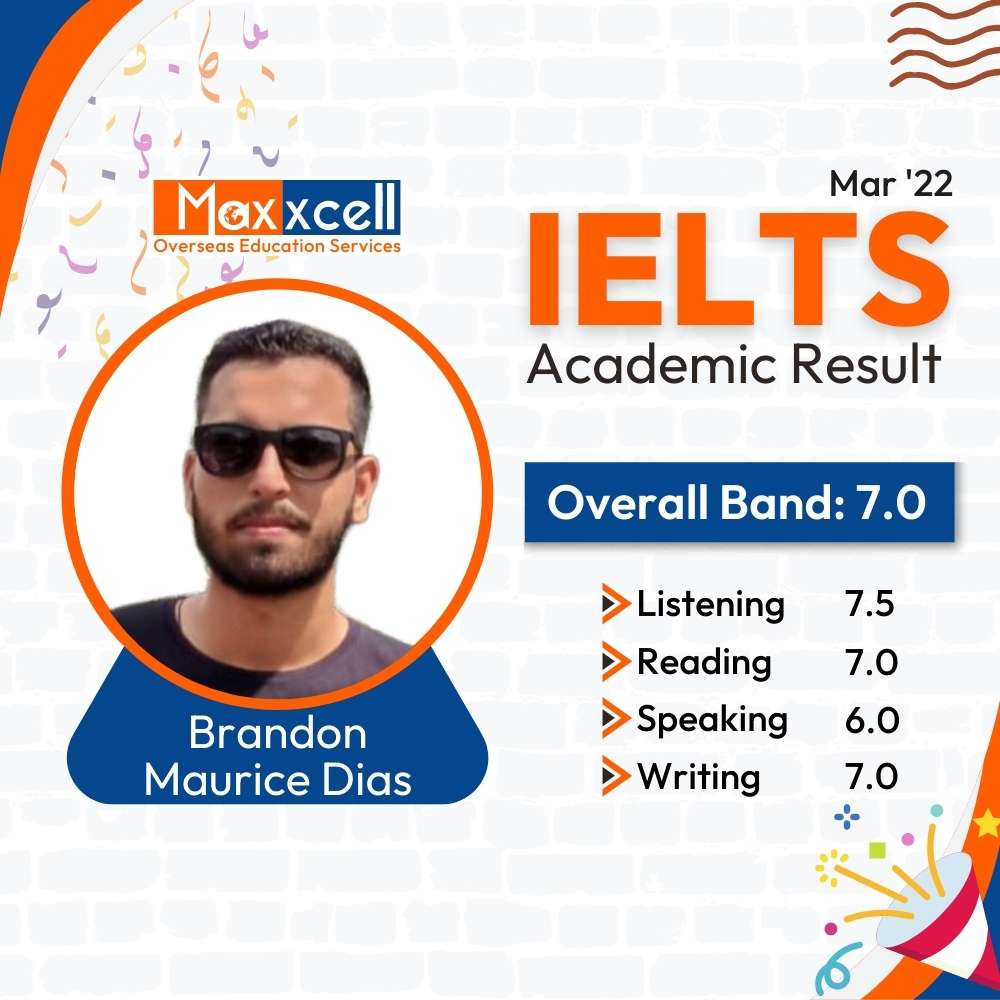 Maxxcell
Overseas Education Services
Mar '22
IELTS
Academic Result
Overall Band: 7.0
Listening 7.5
Reading 7.0
Speaking 6.0
Writing 7.0
Brandon
Maurice Dias